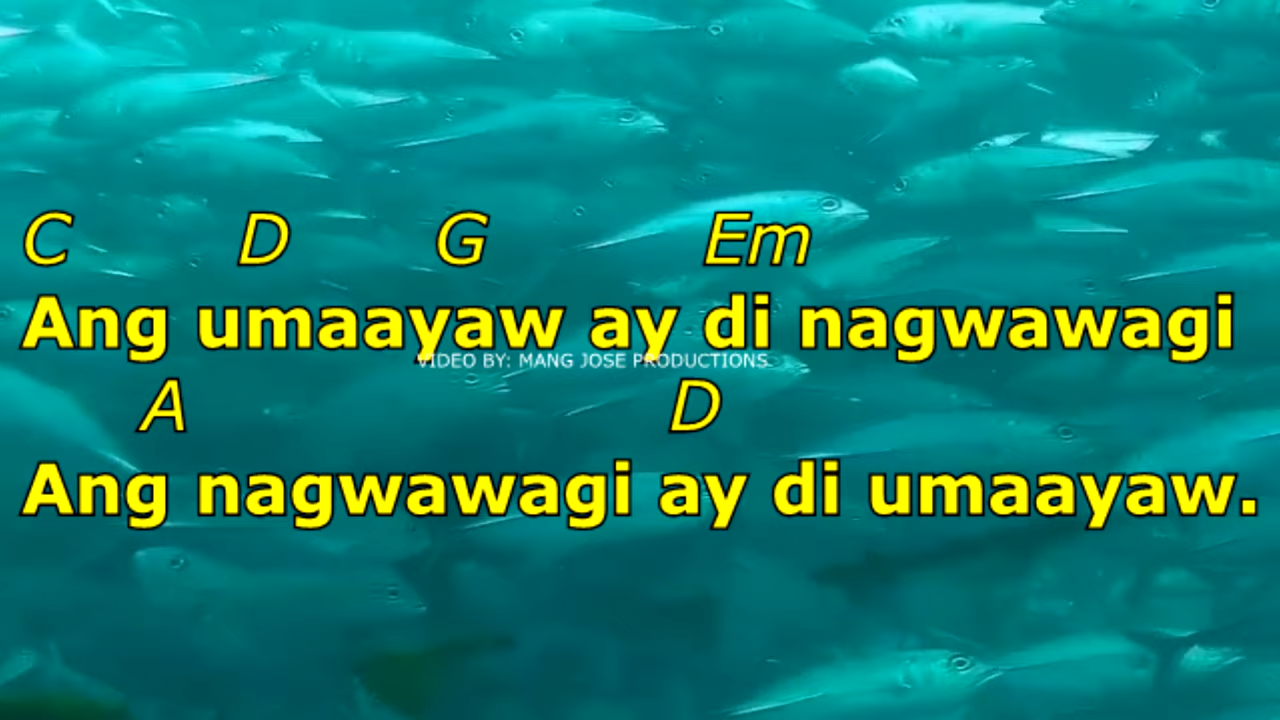 C D G Em
Ang umaayaw ay di nagwawagi
VIDEO BY: MANG JOSE PRODUCTIONS
A D
Ang nagwawagi ay di umaayaw.